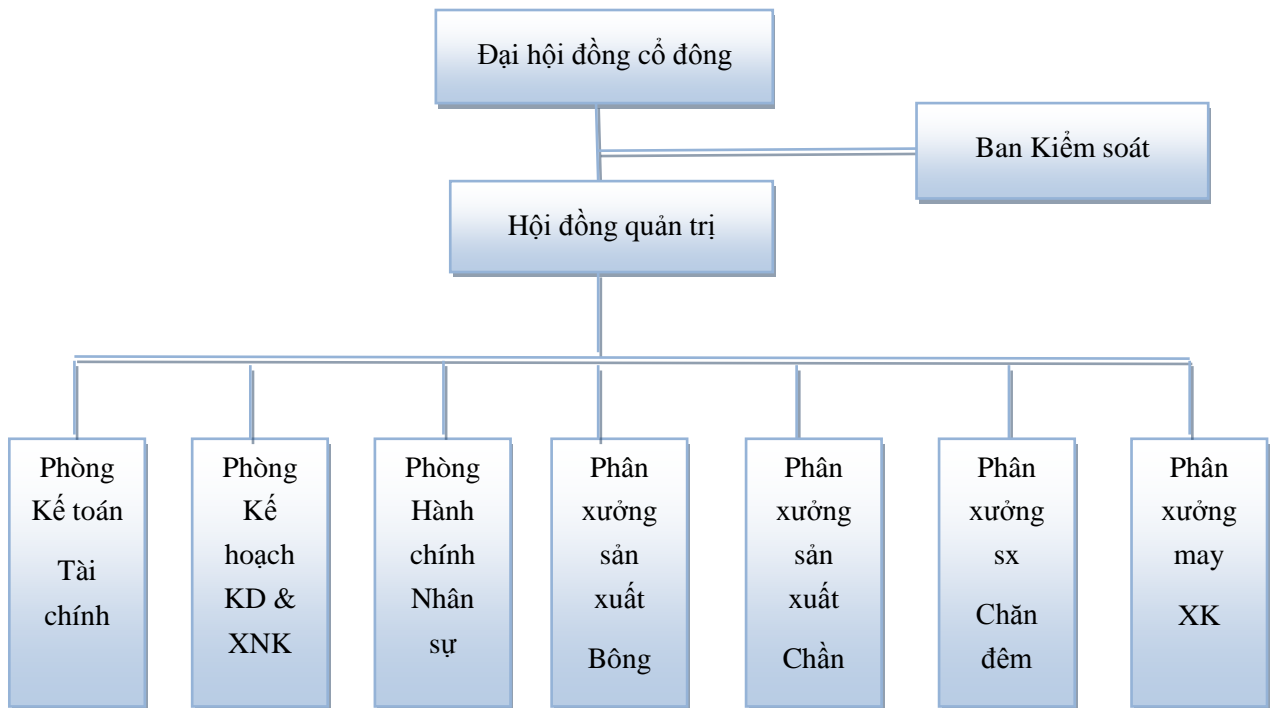 Đại hội đồng cổ đông
Ban Kiểm soát
Hội đồng quản trị
Phòng
Kế toán
Tài
chính
Phòng
Kế
hoạch
KD &
XNK
Phòng
Hành
chính
Nhân
sự
Phân
xưởng
sản
xuất
Bông
Phân
xưởng
sản
xuất
Chần
Phân
xưởng
sx
Chăn
đêm
Phân
xưởng
may
XK